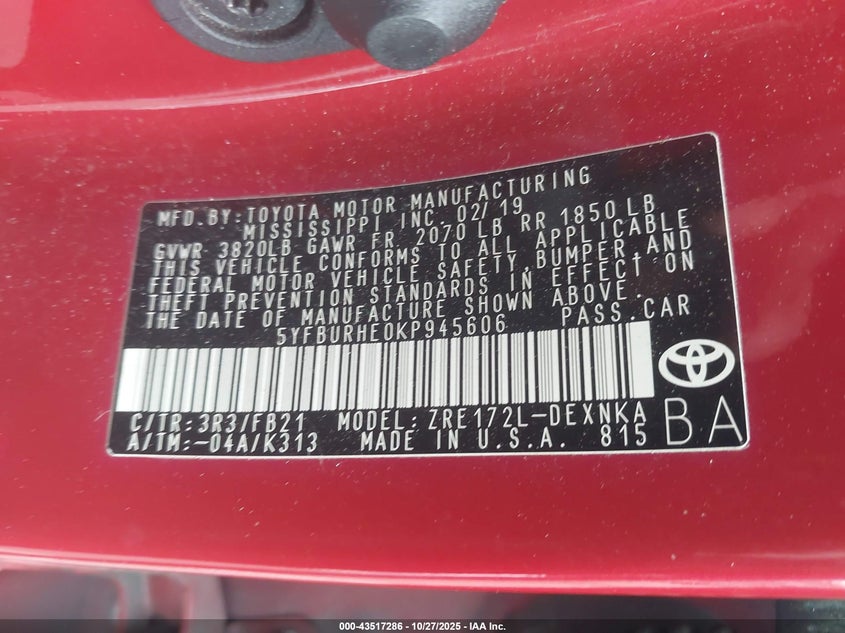 MFD. BY: TOYOTA MOTOR MANUFACTURING
MISSISSIPPI INC. 02/19
GVWR 3820LB GAWR FR 2070 LB RR 1850 LB
THIS VEHICLE CONFORMS TO ALL APPLICABLE
FEDERAL MOTOR VEHICLE SAFETY, BUMPER, AND
THEFT PREVENTION STANDARDS IN EFFECT ON
THE DATE OF MANUFACTURE SHOWN ABOVE.
5YFBURHE0KP945606 PASS. CAR
C/TR: 3R3/FB21 MODEL: ZRE172L-DEXNKA
A/TM: -04A/K313 MADE IN U.S.A. 815
BA
000-43517286 | 10/27/2025 | IAA Inc.